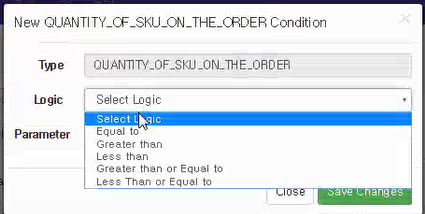 New QUANTITY_OF_SKU_ON_THE_ORDER Condition
×
Type QUANTITY_OF_SKU_ON_THE_ORDER
Logic Select Logic
Select Logic
Equal to
Greater than
Parameter Less than
Greater than or Equal to
Less Than or Equal to
Close Save Changes